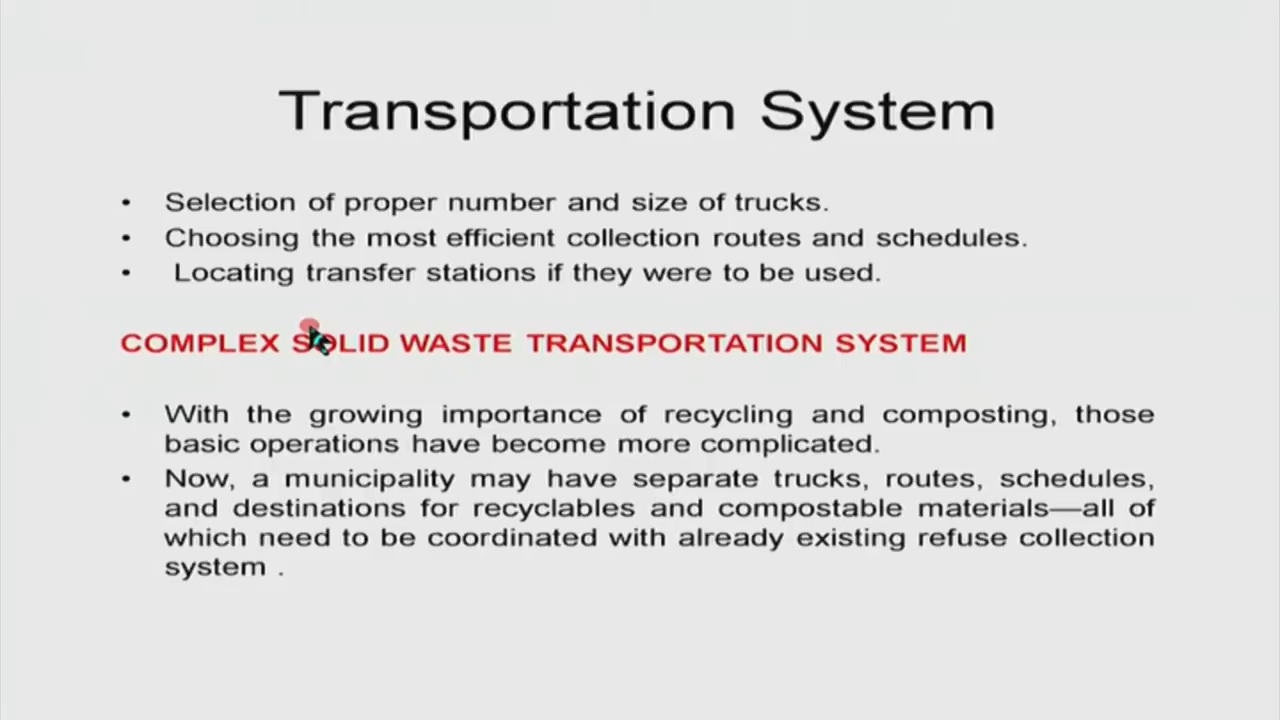 Transportation System
• Selection of proper number and size of trucks.
• Choosing the most efficient collection routes and schedules.
• Locating transfer stations if they were to be used.
COMPLEX SOLID WASTE TRANSPORTATION SYSTEM
• With the growing importance of recycling and composting, those
basic operations have become more complicated.
• Now, a municipality may have separate trucks, routes, schedules,
and destinations for recyclables and compostable materials—all of
which need to be coordinated with already existing refuse collection
system .